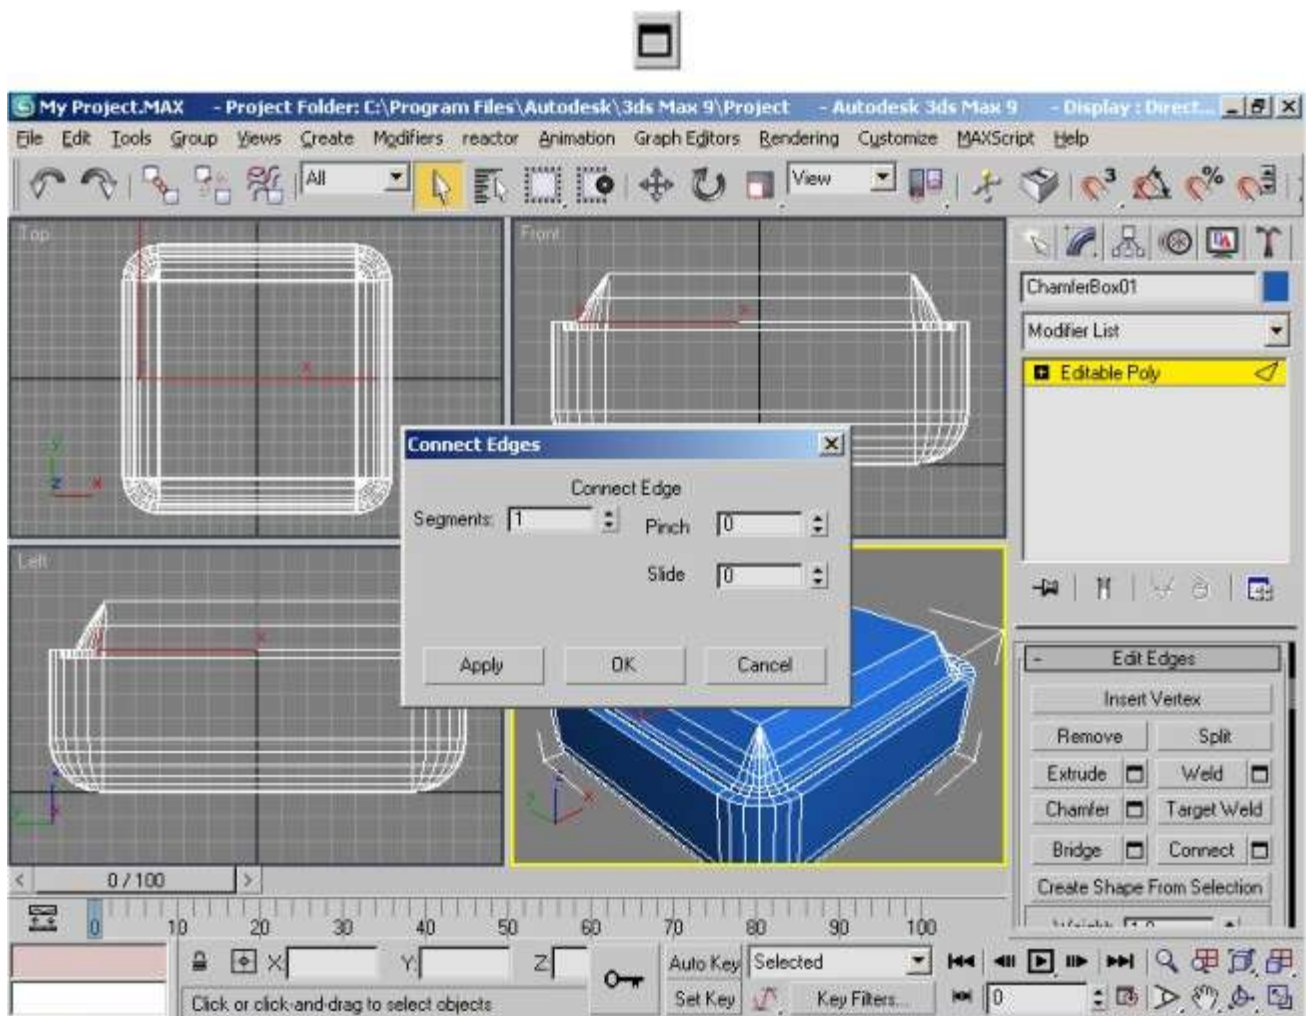 My Project.MAX - Project Folder: C:\Program Files\Autodesk\3ds Max 9\Project - Autodesk 3ds Max 9 - Display : Direct...
File Edit Tools Group Views Create Modifiers reactor Animation Graph Editors Rendering Customize MAXScript Help
All View 3 %
Top Front
x x
ChamferBox01
Modifier List
Editable Poly
y
z x
Connect Edges
Connect Edge
Segments: 1 Pinch 0
Slide 0
Apply OK Cancel
Left
x
- Edit Edges
Insert Vertex
Remove Split
Extrude Weld
Chamfer Target Weld
Bridge Connect
Create Shape From Selection
0 / 100
0 10 20 30 40 50 60 70 80 90 100
X: Y: Z Auto Key Selected
Click or click-and-drag to select objects Set Key Key Filters... 0